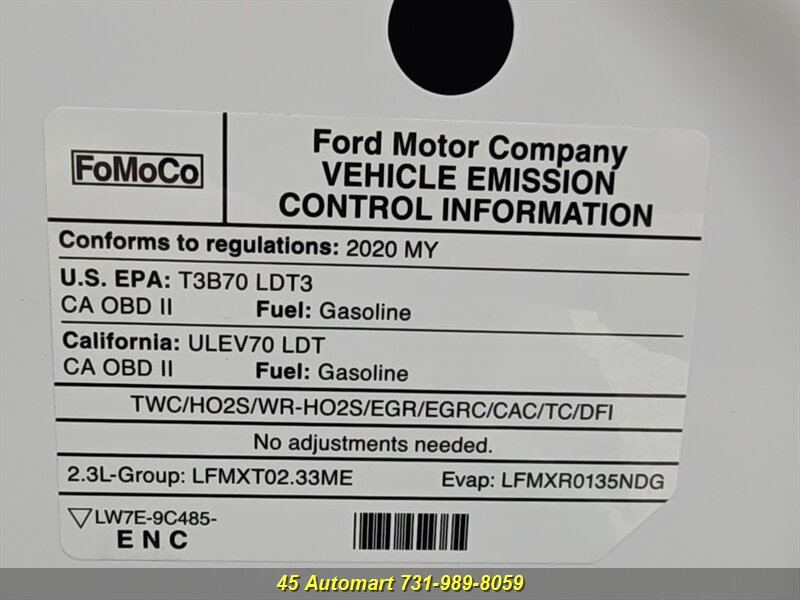 FoMoCo
Ford Motor Company
VEHICLE EMISSION
CONTROL INFORMATION
Conforms to regulations: 2020 MY
U.S. EPA: T3B70 LDT3
CA OBD II Fuel: Gasoline
California: ULEV70 LDT
CA OBD II Fuel: Gasoline
TWC/HO2S/WR-HO2S/EGR/EGRC/CAC/TC/DFI
No adjustments needed.
2.3L-Group: LFMXT02.33ME Evap: LFMXR0135NDG
LW7E-9C485-
E N C
45 Automart 731-989-8059